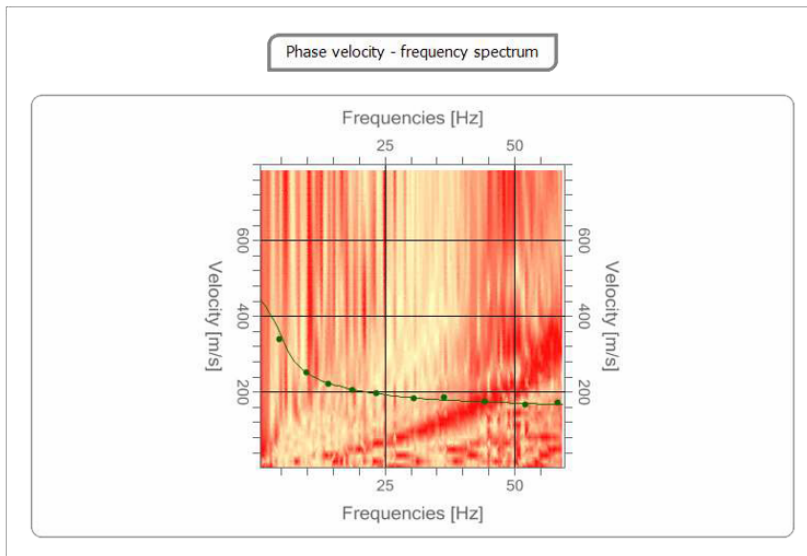 Phase velocity - frequency spectrum
Frequencies [Hz]
25 50
Velocity [m/s]
600
400
200
600
400
200
Velocity [m/s]
25 50
Frequencies [Hz]